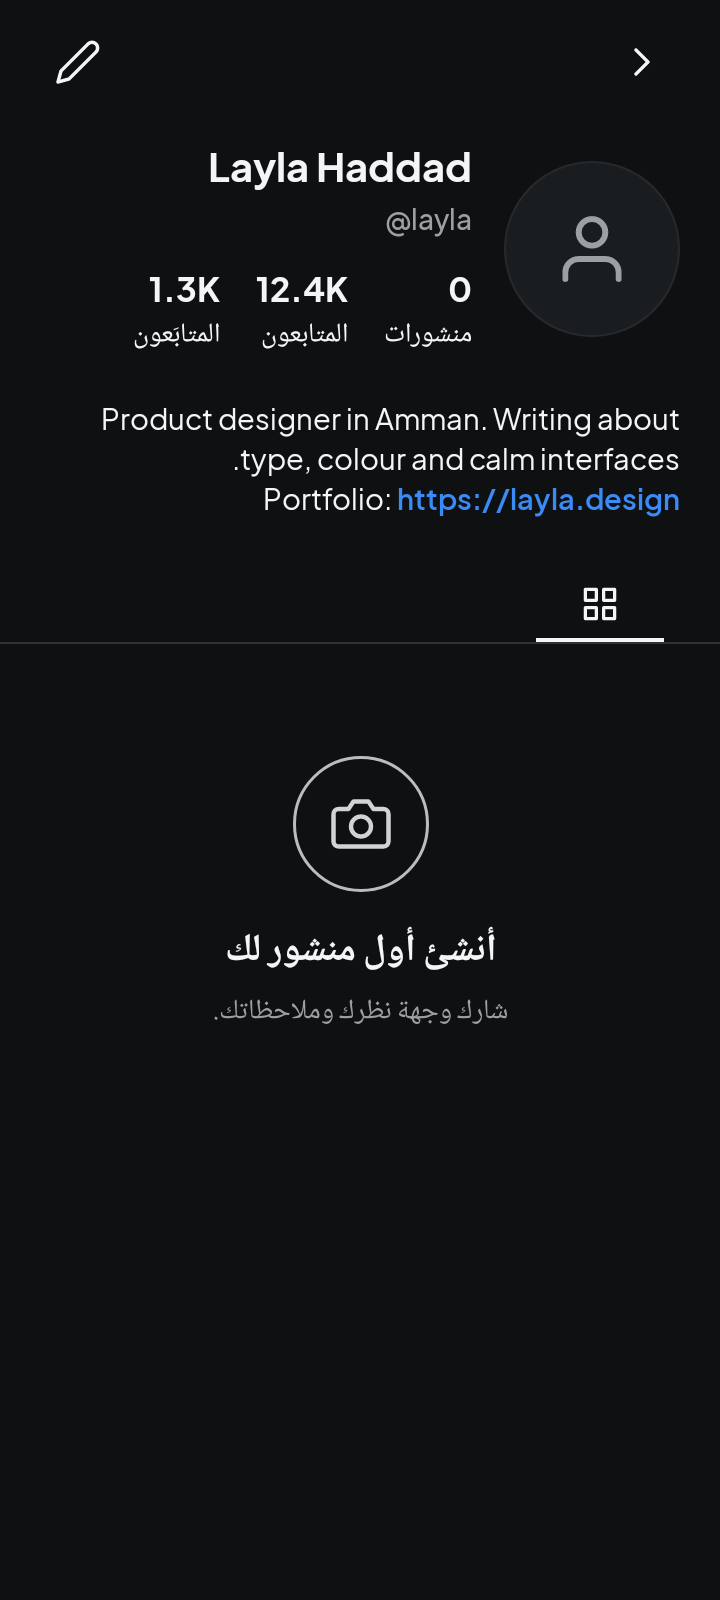 Layla Haddad
@layla
0 12.4K 1.3K
منشورات المتابعون المتابَعون
Product designer in Amman. Writing about
type, colour and calm interfaces.
Portfolio: https://layla.design
أنشئ أول منشور لك
شارك وجهة نظرك وملاحظاتك.